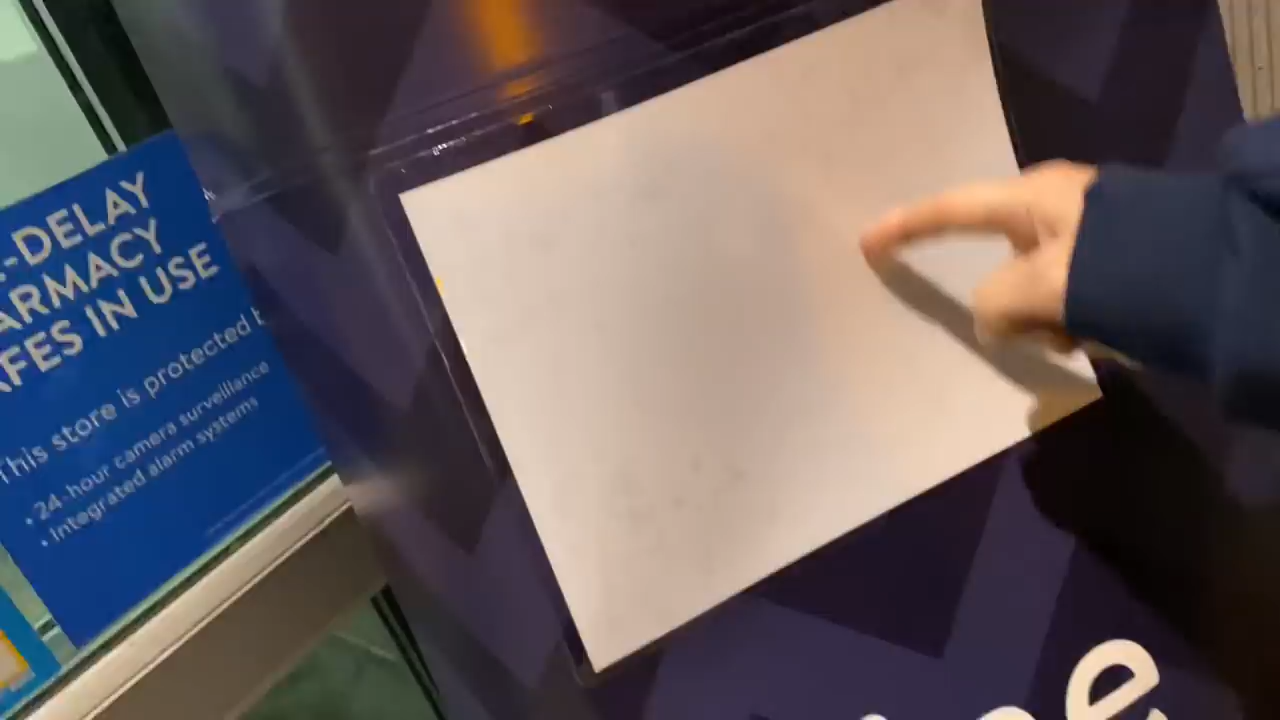 -DELAY
ARMACY
AFES IN USE
This store is protected b
• 24-hour camera surveillance
• Integrated alarm systems